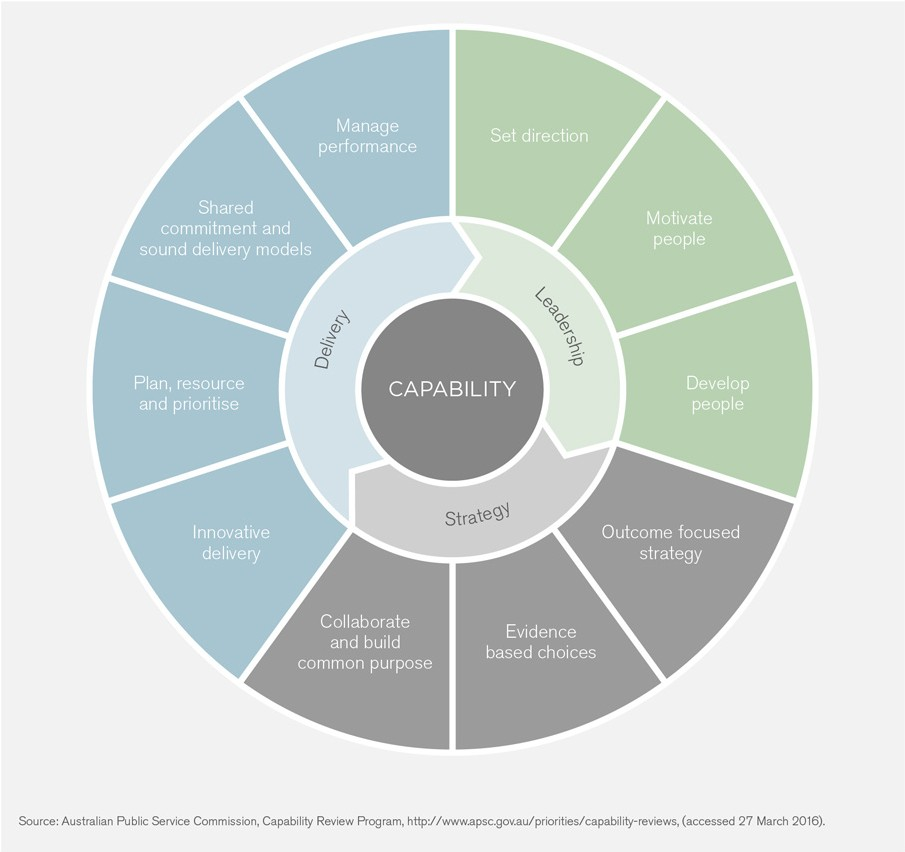 Manage
performance
Set direction
Shared
commitment and
sound delivery models
Motivate
people
Delivery
Leadership
Plan, resource
and prioritise
CAPABILITY
Develop
people
Strategy
Innovative
delivery
Outcome focused
strategy
Collaborate
and build
common purpose
Evidence
based choices
Source: Australian Public Service Commission, Capability Review Program, http://www.apsc.gov.au/priorities/capability-reviews, (accessed 27 March 2016).